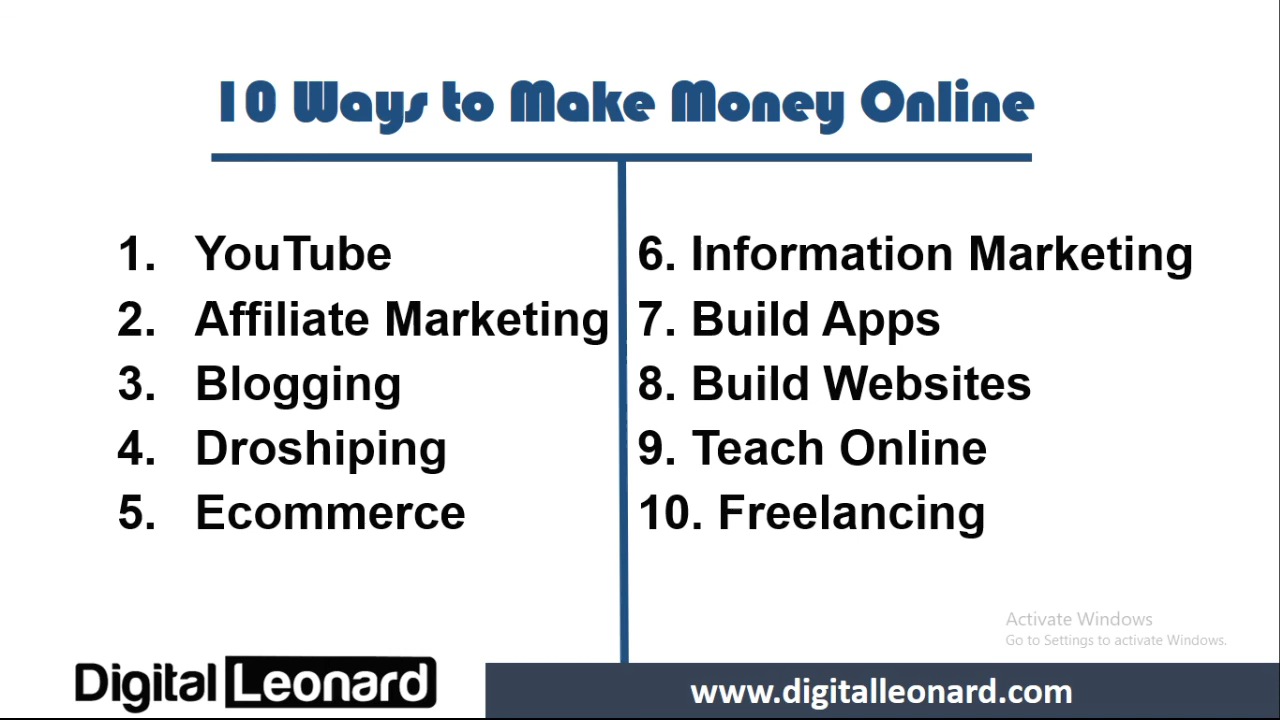 10 Ways to Make Money Online
1. YouTube
2. Affiliate Marketing
3. Blogging
4. Droshiping
5. Ecommerce
6. Information Marketing
7. Build Apps
8. Build Websites
9. Teach Online
10. Freelancing
Activate Windows
Go to Settings to activate Windows.
Digital Leonard
www.digitalleonard.com